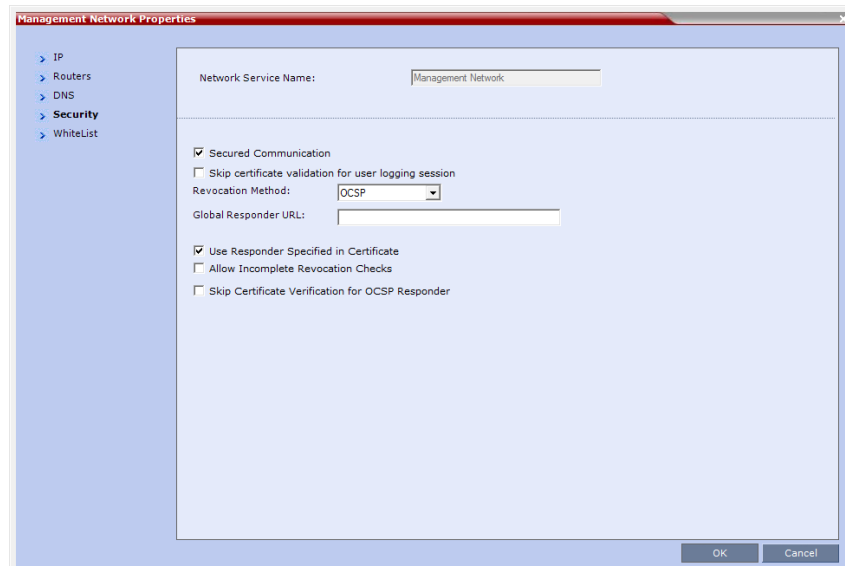 Management Network Properties
IP
Routers
DNS
Security
WhiteList
Network Service Name: Management Network
Secured Communication
Skip certificate validation for user logging session
Revocation Method: OCSP
Global Responder URL:
Use Responder Specified in Certificate
Allow Incomplete Revocation Checks
Skip Certificate Verification for OCSP Responder
OK Cancel